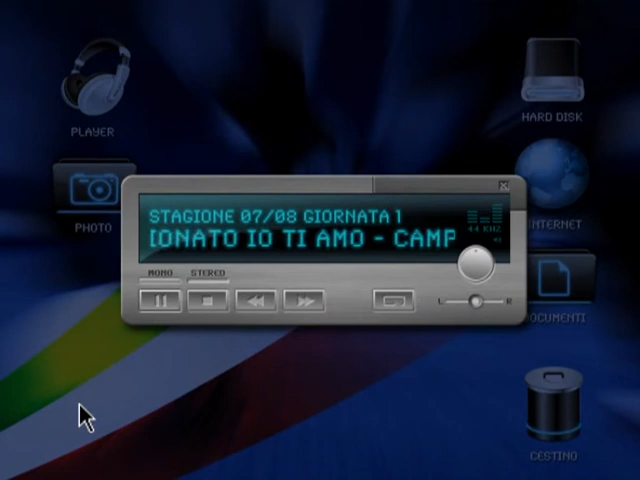 PLAYER
HARD DISK
PHOTO
INTERNET
STAGIONE 07/08 GIORNATA 1
IONATO IO TI AMO - CAMP
44 KHZ
MONO STEREO
L R
DOCUMENTI
CESTINO